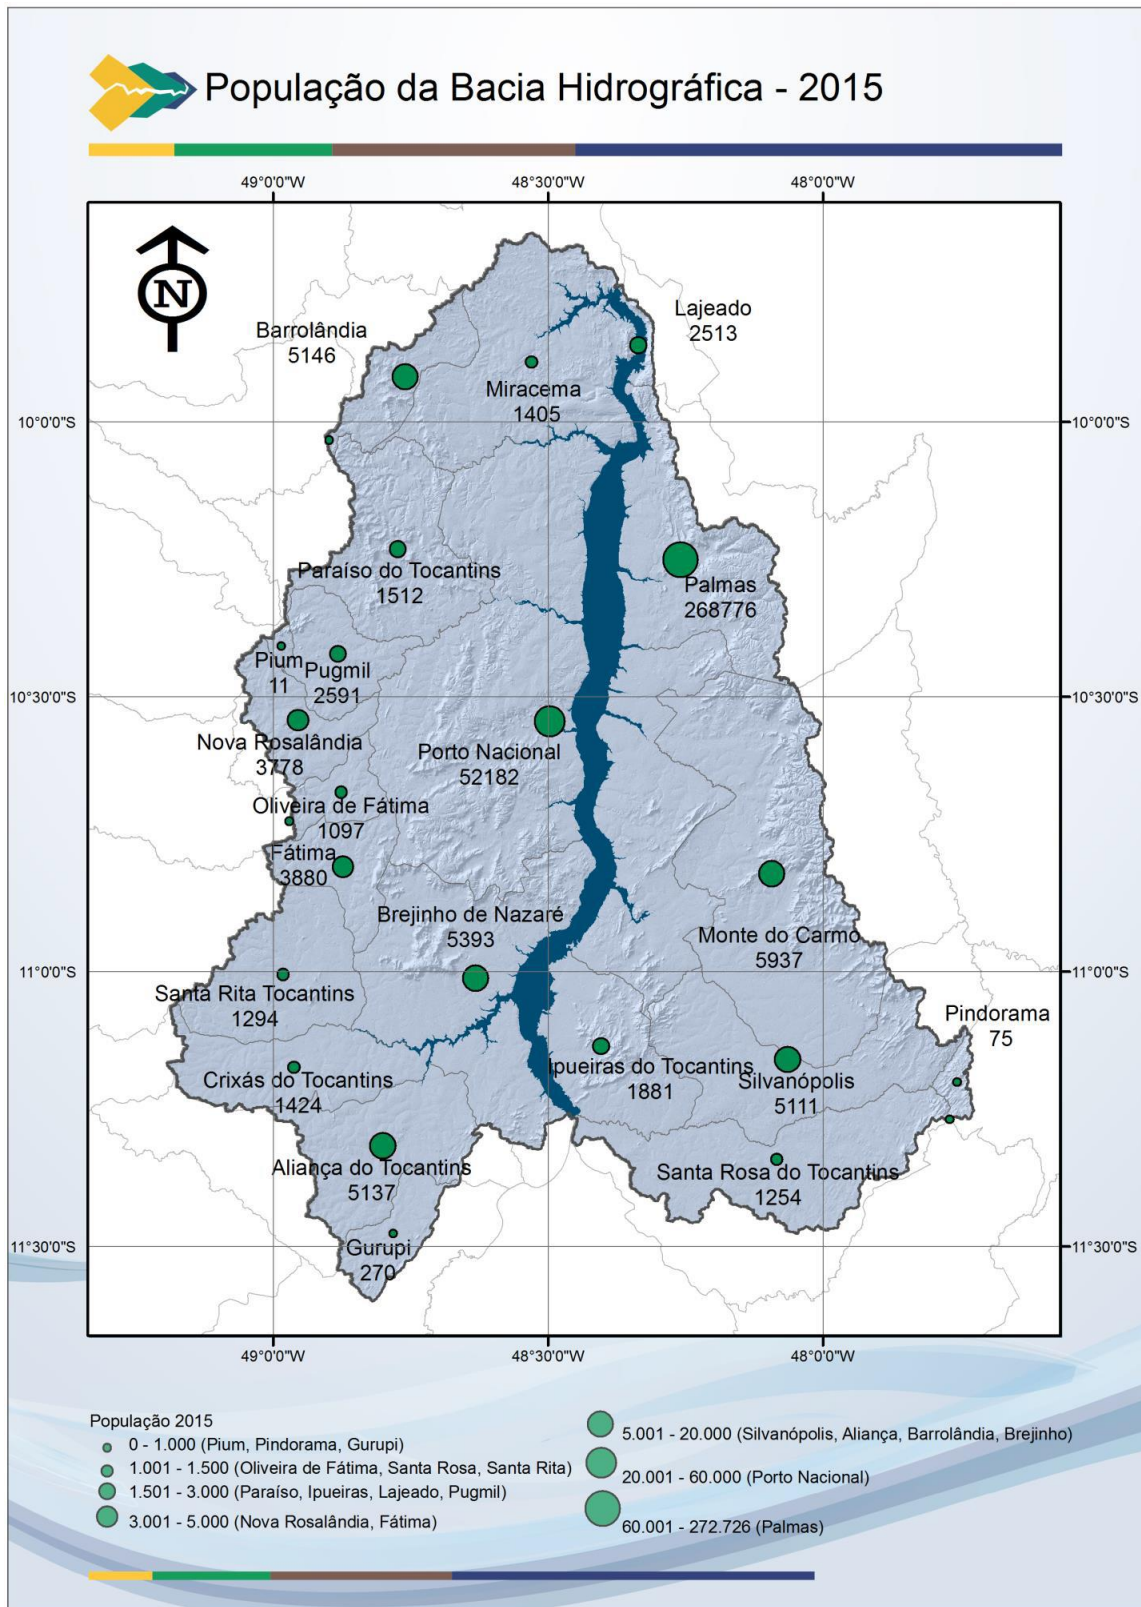 População da Bacia Hidrográfica - 2015
49°0'0"W
48°30'0"W
48°0'0"W
N
Lajeado
2513
Barrolândia
5146
Miracema
1405
10°0'0"S
10°0'0"S
Paraíso do Tocantins
1512
Palmas
268776
Pium
11
Pugmil
2591
10°30'0"S
10°30'0"S
Nova Rosalândia
3778
Porto Nacional
52182
Oliveira de Fátima
1097
Fátima
3880
Brejinho de Nazaré
5393
Monte do Carmo
5937
11°0'0"S
11°0'0"S
Santa Rita Tocantins
1294
Pindorama
75
Ipueiras do Tocantins
1881
Crixás do Tocantins
1424
Silvanópolis
5111
Aliança do Tocantins
5137
Santa Rosa do Tocantins
1254
Gurupi
270
11°30'0"S
11°30'0"S
49°0'0"W
48°30'0"W
48°0'0"W
População 2015
0 - 1.000 (Pium, Pindorama, Gurupi)
1.001 - 1.500 (Oliveira de Fátima, Santa Rosa, Santa Rita)
1.501 - 3.000 (Paraíso, Ipueiras, Lajeado, Pugmil)
3.001 - 5.000 (Nova Rosalândia, Fátima)
5.001 - 20.000 (Silvanópolis, Aliança, Barrolândia, Brejinho)
20.001 - 60.000 (Porto Nacional)
60.001 - 272.726 (Palmas)